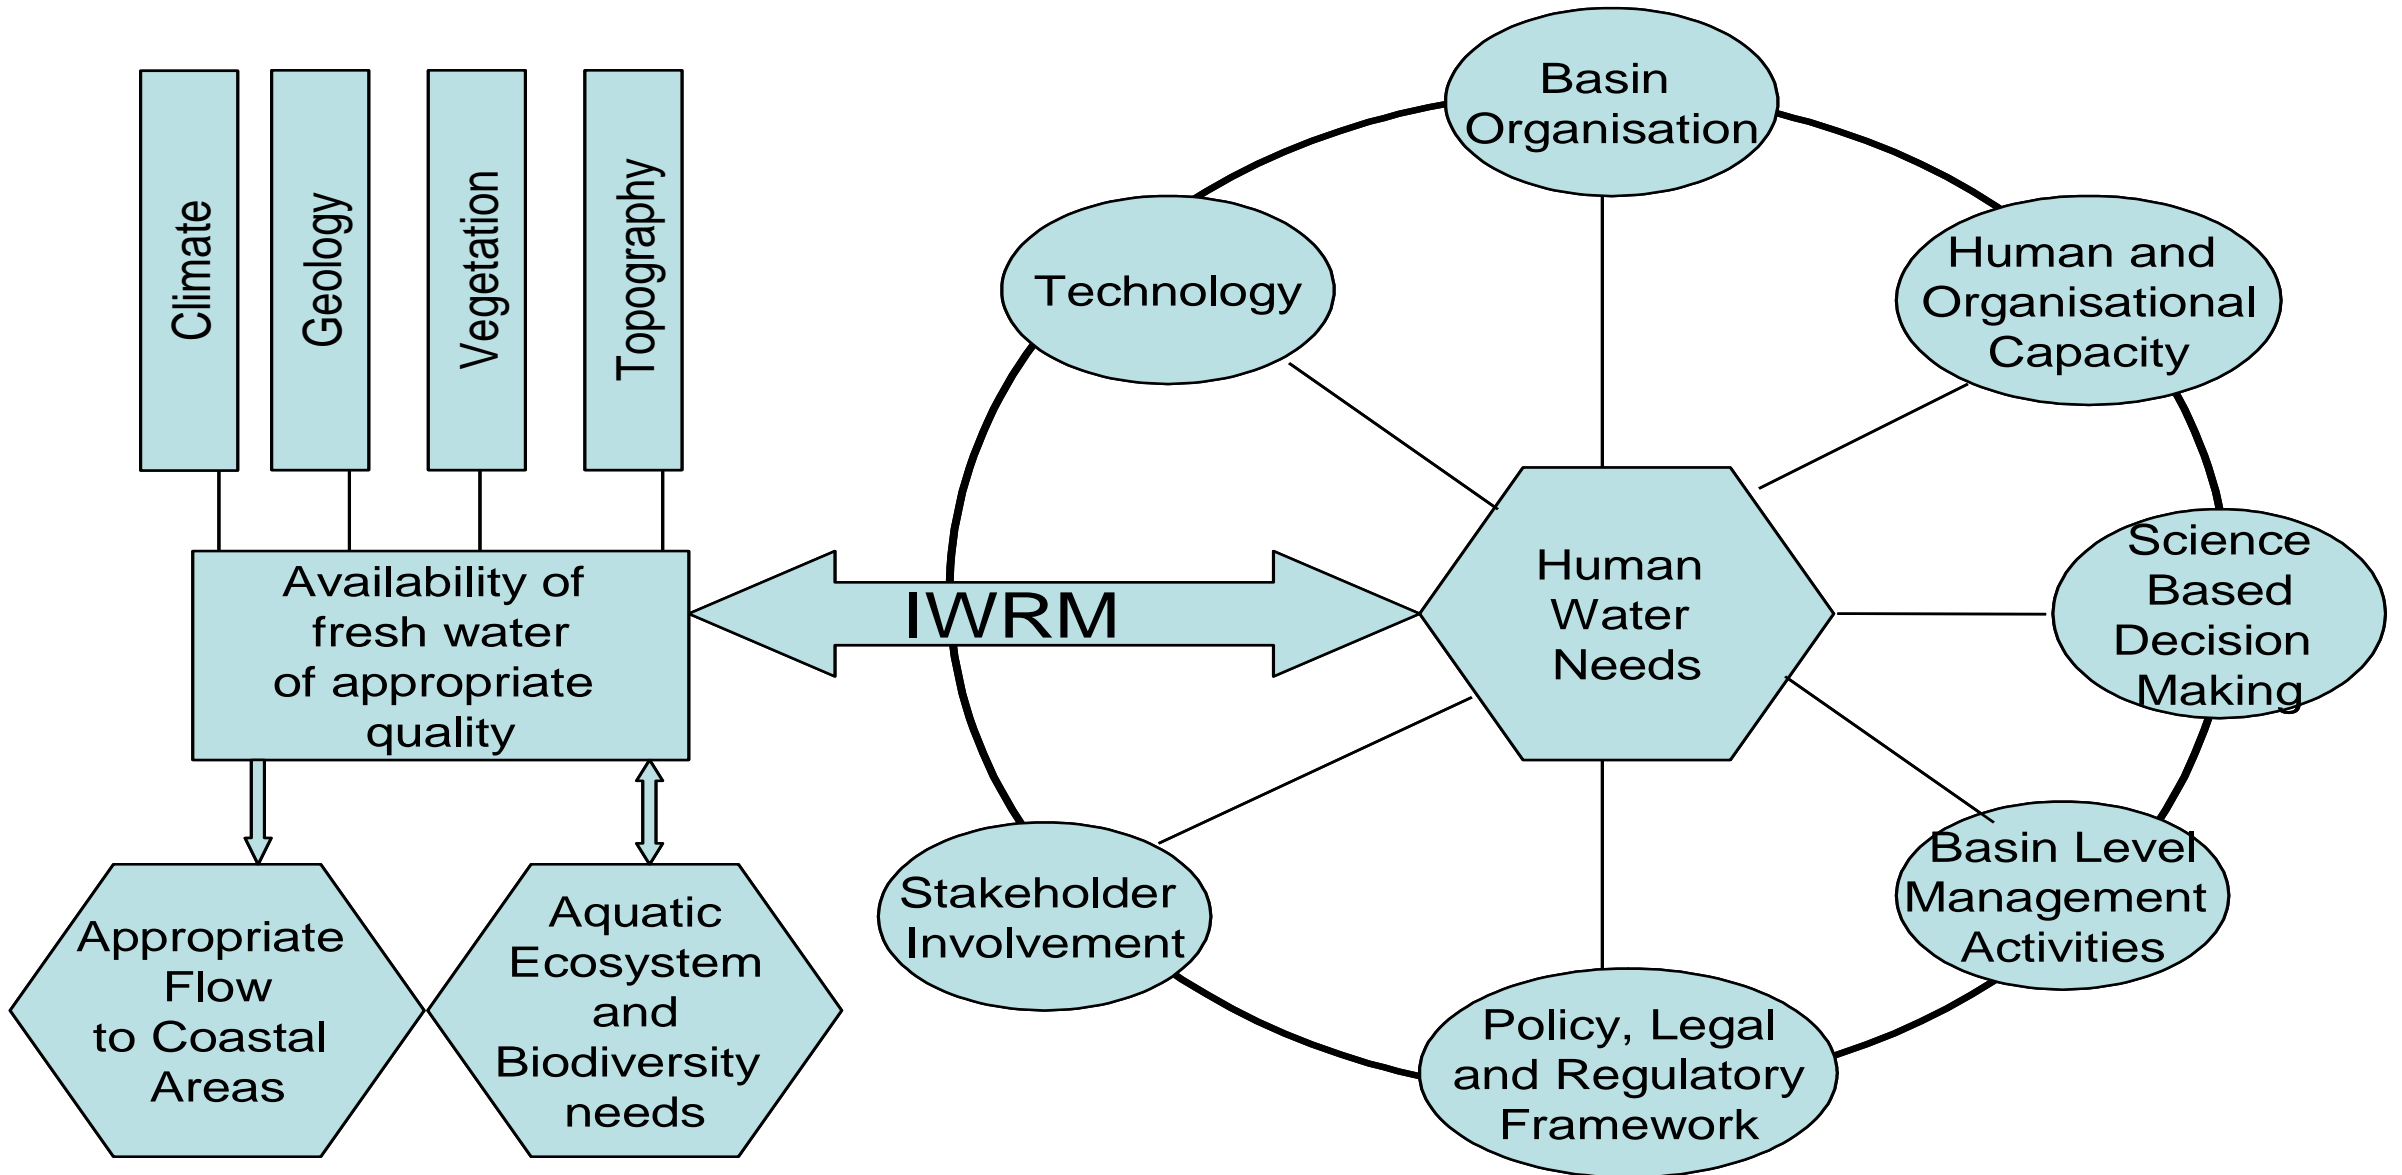 Climate
Geology
Vegetation
Topography
Availability of
fresh water
of appropriate
quality
Appropriate
Flow
to Coastal
Areas
Aquatic
Ecosystem
and
Biodiversity
needs
IWRM
Human
Water
Needs
Basin
Organisation
Human and
Organisational
Capacity
Science
Based
Decision
Making
Basin Level
Management
Activities
Policy, Legal
and Regulatory
Framework
Stakeholder
Involvement
Technology